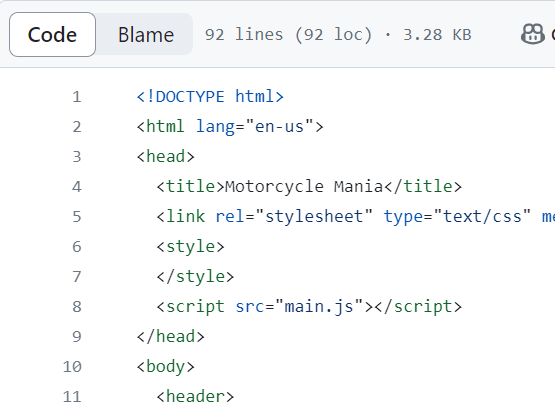 Code Blame 92 lines (92 loc) · 3.28 KB
1 <!DOCTYPE html>
2 <html lang="en-us">
3 <head>
4 <title>Motorcycle Mania</title>
5 <link rel="stylesheet" type="text/css"
6 <style>
7 </style>
8 <script src="main.js"></script>
9 </head>
10 <body>
11 <header>